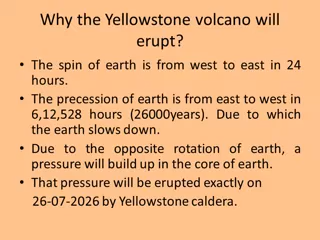 Why the Yellowstone volcano will
erupt?
• The spin of earth is from west to east in 24
hours.
• The precession of earth is from east to west in
6,12,528 hours (26000years). Due to which
the earth slows down.
• Due to the opposite rotation of earth, a
pressure will build up in the core of earth.
• That pressure will be erupted exactly on
26-07-2026 by Yellowstone caldera.